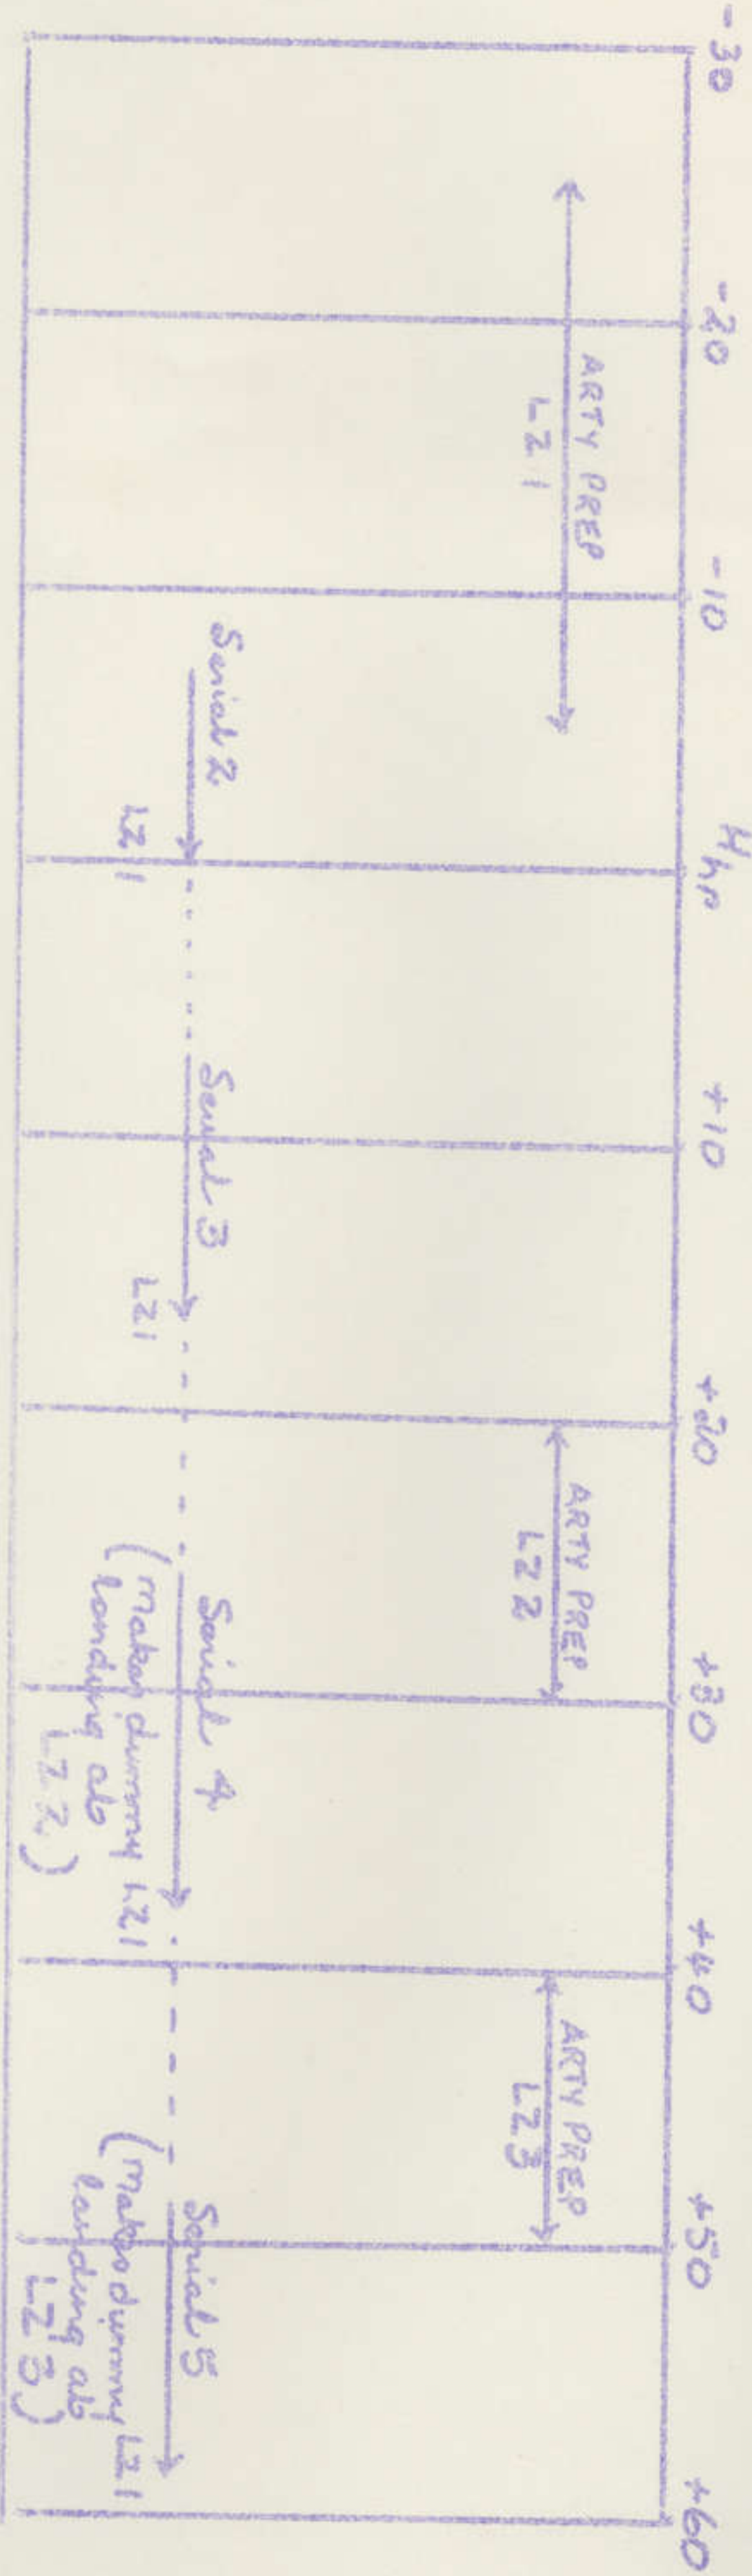 -30 -20 -10 H hr +10 +20 +30 +40 +50 +60
ARTY PREP
LZ 1
ARTY PREP
LZ 2
ARTY PREP
LZ 3
Serial 2
LZ 1
Serial 3
LZ 1
Serial 4
LZ 1
(Makes dummy
landing at
LZ 2)
Serial 5
LZ 1
(Makes dummy
landing at
LZ 3)